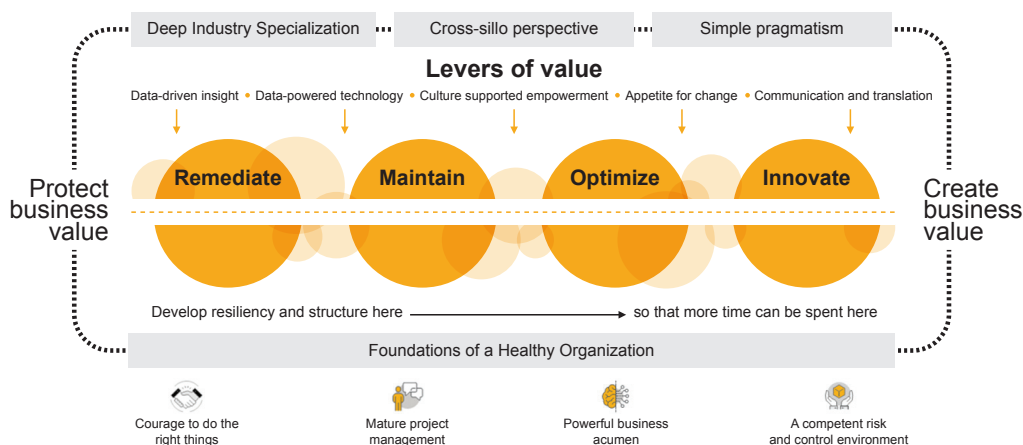 Deep Industry Specialization
Cross-sillo perspective
Simple pragmatism
Levers of value
Data-driven insight • Data-powered technology • Culture supported empowerment • Appetite for change • Communication and translation
Protect
business
value
Remediate
Maintain
Optimize
Innovate
Create
business
value
Develop resiliency and structure here
so that more time can be spent here
Foundations of a Healthy Organization
Courage to do the
right things
Mature project
management
Powerful business
acumen
A competent risk
and control environment